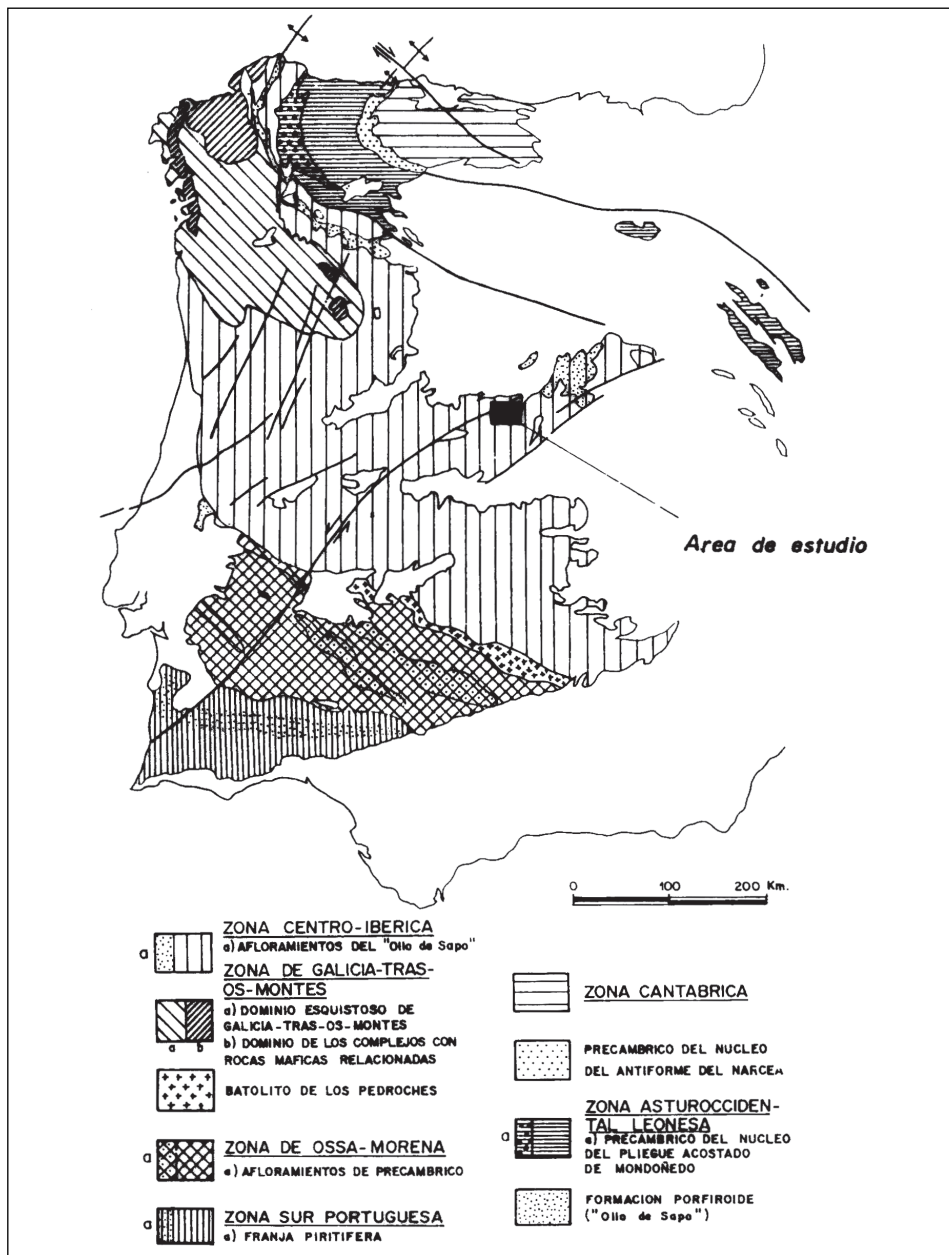 Area de estudio
0 100 200 Km.
ZONA CENTRO-IBERICA
a a) AFLORAMIENTOS DEL "Ollo de Sapo"
ZONA DE GALICIA-TRAS-
OS-MONTES
a) DOMINIO ESQUISTOSO DE
GALICIA-TRAS-OS-MONTES
a b b) DOMINIO DE LOS COMPLEJOS CON
ROCAS MAFICAS RELACIONADAS
BATOLITO DE LOS PEDROCHES
ZONA DE OSSA-MORENA
a a) AFLORAMIENTOS DE PRECAMBRICO
ZONA SUR PORTUGUESA
a a) FRANJA PIRITIFERA
ZONA CANTABRICA
PRECAMBRICO DEL NUCLEO
DEL ANTIFORME DEL NARCEA
ZONA ASTUROCCIDEN-
TAL LEONESA
a a) PRECAMBRICO DEL NUCLEO
DEL PLIEGUE ACOSTADO
DE MONDOÑEDO
FORMACION PORFIROIDE
("Ollo de Sapo")